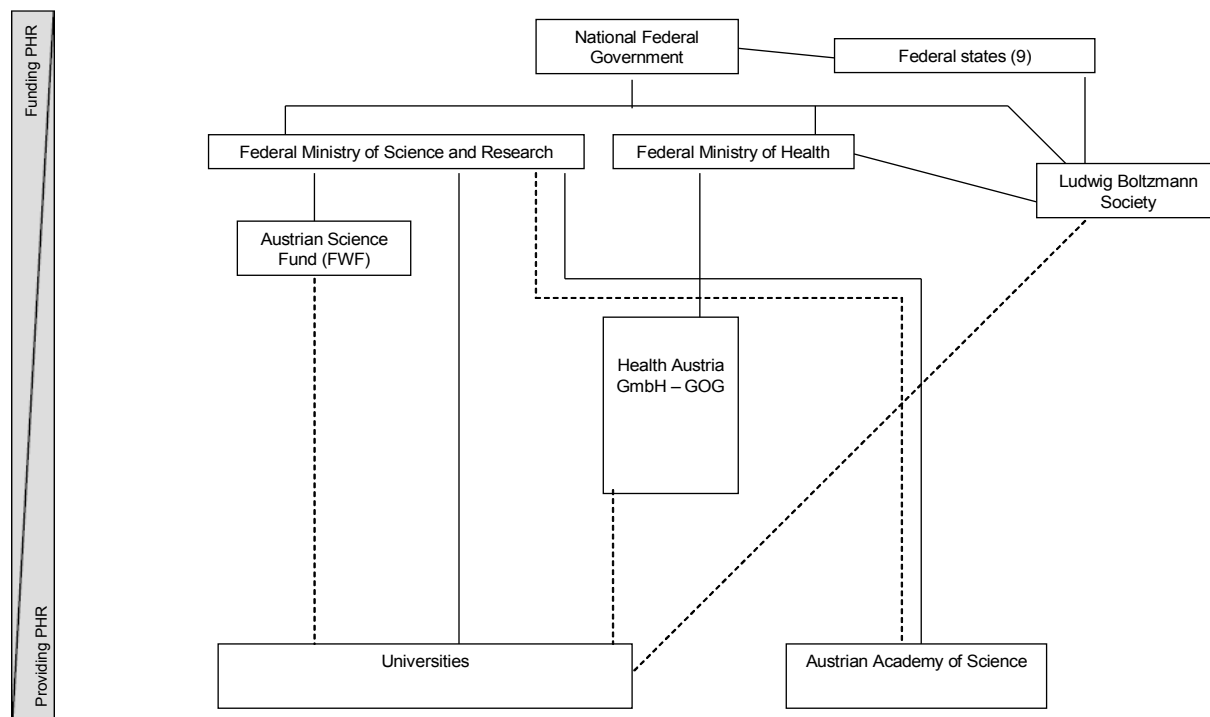 Funding PHR
National Federal
Government
Federal states (9)
Federal Ministry of Science and Research
Federal Ministry of Health
Ludwig Boltzmann
Society
Austrian Science
Fund (FWF)
Health Austria
GmbH – GOG
Providing PHR
Universities
Austrian Academy of Science